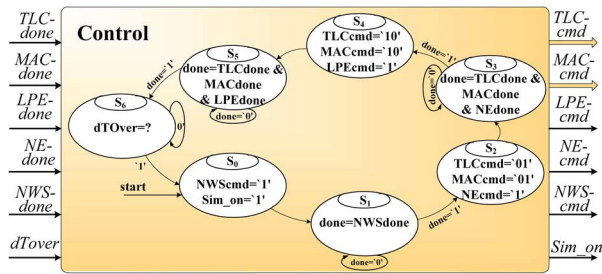 TLC-
done
MAC-
done
LPE-
done
NE-
done
NWS-
done
dTover
Control
S4
TLCcmd=`10'
MACcmd=`10'
LPEcmd=`1'
S5
done=TLCdone &
MACdone
& LPEdone
done=`0'
done=`1'
S6
dTOver=?
0'
`1'
start
S0
NWScmd=`1'
Sim_on=`1'
S1
done=NWSdone
done=`0'
done=`1'
S2
TLCcmd=`01'
MACcmd=`01'
NEcmd=`1'
S3
done=TLCdone &
MACdone
& NEdone
done=`0'
done=`1'
TLC-
cmd
MAC-
cmd
LPE-
cmd
NE-
cmd
NWS-
cmd
Sim_on